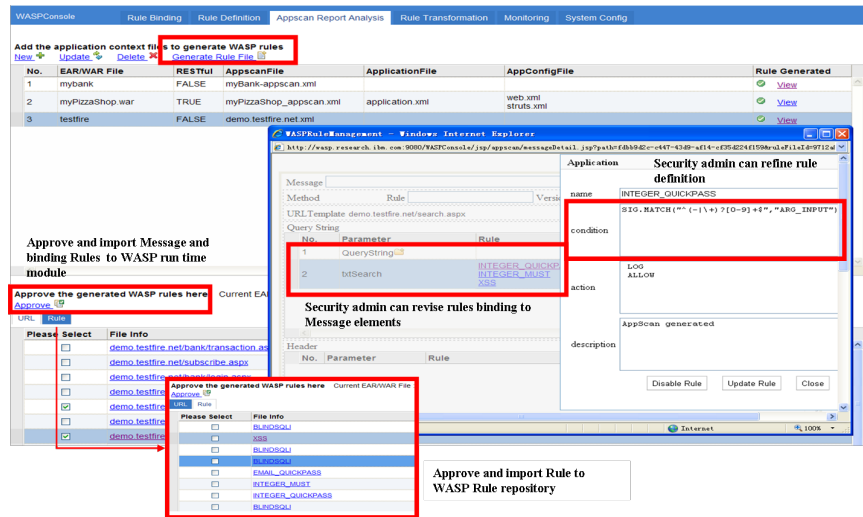 WASPConsole Rule Binding Rule Definition Appscan Report Analysis Rule Transformation Monitoring System Config
Add the application context files to generate WASP rules
New Update Delete Generate Rule File
No. EAR/WAR File RESTful AppscanFile ApplicationFile AppConfigFile Rule Generated
1 mybank FALSE myBank-appscan.xml View
2 myPizzaShop.war TRUE myPizzaShop_appscan.xml application.xml web.xml struts.xml View
3 testfire FALSE demo.testfire.net.xml View
WASPRuleManagement - Windows Internet Explorer
Application Security admin can refine rule definition
Message
name INTEGER_QUICKPASS
Method Rule
URLTemplate demo.testfire.net/search.aspx
condition SIG.MATCH("^(-|\+)?[0-9]+$","ARG_INPUT")
Query String
No. Parameter Rule
1 QueryString
2 txtSearch INTEGER_QUICKP
INTEGER_MUST
XSS
action LOG
ALLOW
Security admin can revise rules binding to
Message elements
description AppScan generated
Header
No. Parameter Rule
Disable Rule Update Rule Close
Internet 100%
Approve and import Message and
binding Rules to WASP run time
module
Approve the generated WASP rules here Current EAR
Approve
URL Rule
Please Select File Info
demo.testfire.net/bank/transaction.as
demo.testfire.net/subscribe.aspx
demo.testfire.net/bank/login.aspx
demo.testfire
demo.testfire
demo.testfire
demo.testfire
Approve the generated WASP rules here Current EAR/WAR File
Approve
URL Rule
Please Select File Info
BLINDSQLI
XSS
BLINDSQLI
BLINDSQLI
EMAIL_QUICKPASS
INTEGER_MUST
INTEGER_QUICKPASS
BLINDSQLI
Approve and import Rule to
WASP Rule repository